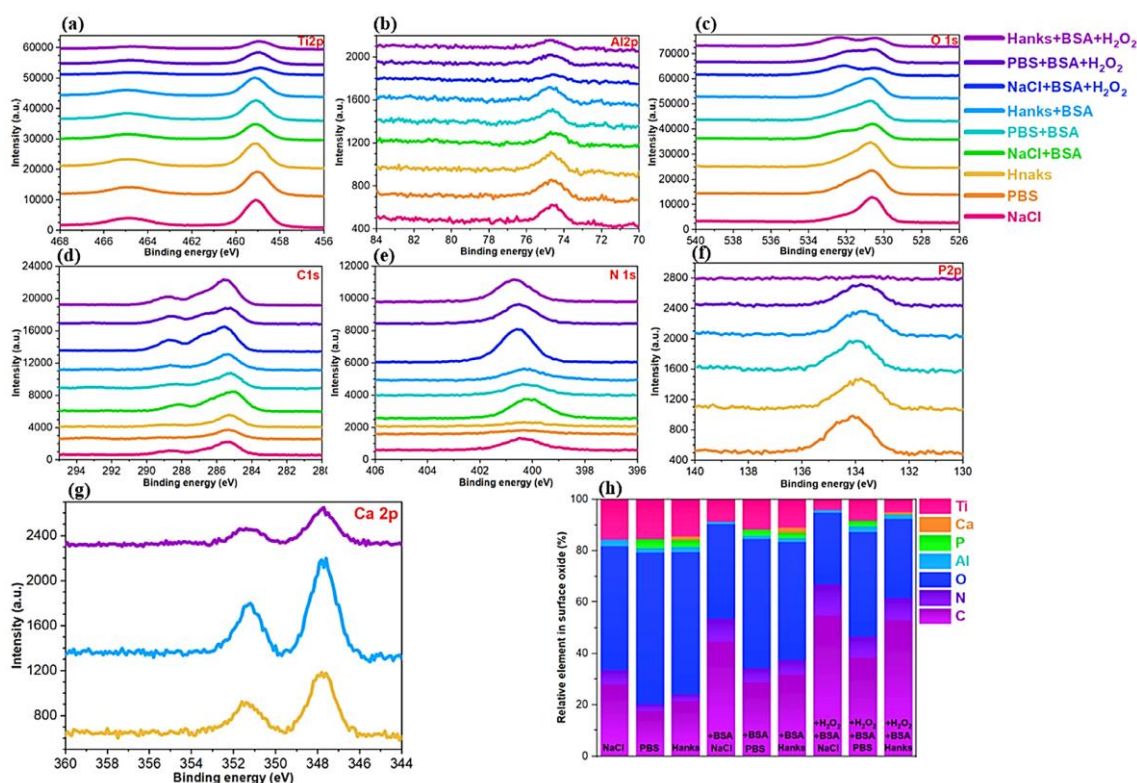 (a)
Ti2p
60000
50000
40000
30000
20000
10000
0
Intensity (a.u.)
468 466 464 462 460 458 456
Binding energy (eV)
(b)
Al2p
2000
1600
1200
800
400
Intensity (a.u.)
84 82 80 78 76 74 72 70
Binding energy (eV)
(c)
O 1s
70000
60000
50000
40000
30000
20000
10000
0
Intensity (a.u.)
540 538 536 534 532 530 528 526
Binding energy (eV)
Hanks+BSA+H₂O₂
PBS+BSA+H₂O₂
NaCl+BSA+H₂O₂
Hanks+BSA
PBS+BSA
NaCl+BSA
Hnaks
PBS
NaCl
(d)
C1s
24000
20000
16000
12000
8000
4000
0
Intensity (a.u.)
294 292 290 288 286 284 282 280
Binding energy (eV)
(e)
N 1s
12000
10000
8000
6000
4000
2000
0
Intensity (a.u.)
406 404 402 400 398 396
Binding energy (eV)
(f)
P2p
2800
2400
2000
1600
1200
800
400
Intensity (a.u.)
140 138 136 134 132 130
Binding energy (eV)
(g)
Ca 2p
2400
2000
1600
1200
800
Intensity (a.u.)
360 358 356 354 352 350 348 346 344
Binding energy (eV)
(h)
100
80
60
40
20
0
Relative element in surface oxide (%)
NaCl
PBS
Hanks
+BSA
NaCl
+BSA
PBS
+BSA
Hanks
+H₂O₂
+BSA
NaCl
+H₂O₂
+BSA
PBS
+H₂O₂
+BSA
Hanks
Ti
Ca
P
Al
O
N
C